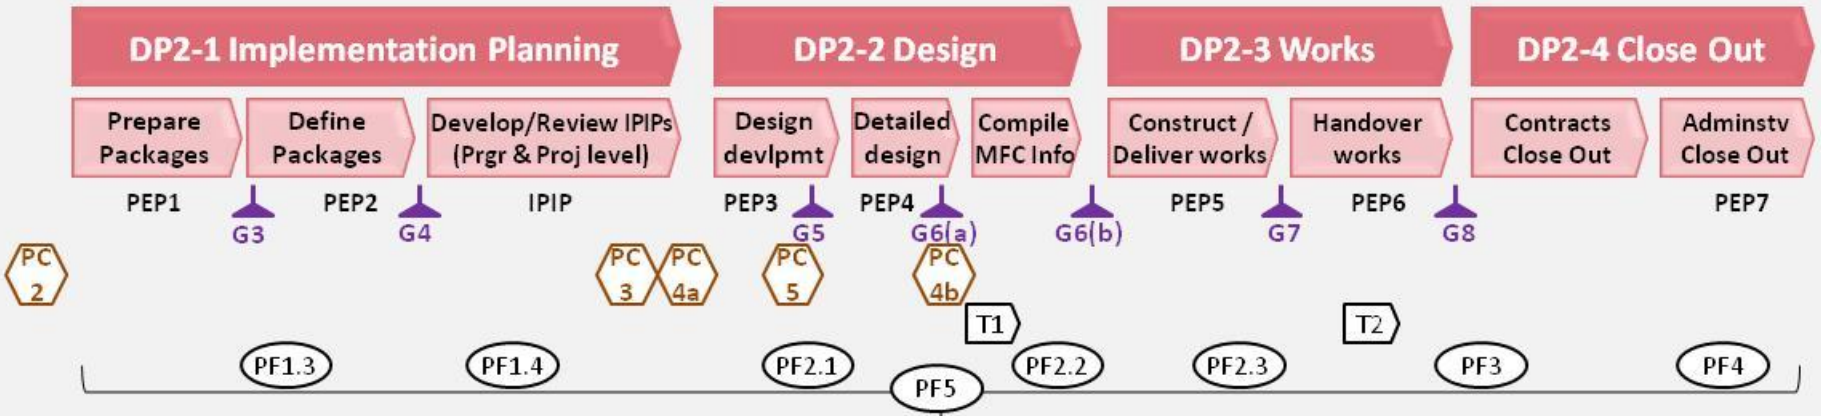 DP2-1 Implementation Planning
DP2-2 Design
DP2-3 Works
DP2-4 Close Out
Prepare
Packages
Define
Packages
Develop/Review IPIPs
(Prgr & Proj level)
Design
devlpmt
Detailed
design
Compile
MFC Info
Construct /
Deliver works
Handover
works
Contracts
Close Out
Adminstv
Close Out
PEP1
PEP2
IPIP
PEP3
PEP4
PEP5
PEP6
PEP7
G3
G4
G5
G6(a)
G6(b)
G7
G8
PC
2
PC
3
PC
4a
PC
5
PC
4b
T1
T2
PF1.3
PF1.4
PF2.1
PF2.2
PF2.3
PF3
PF4
PF5